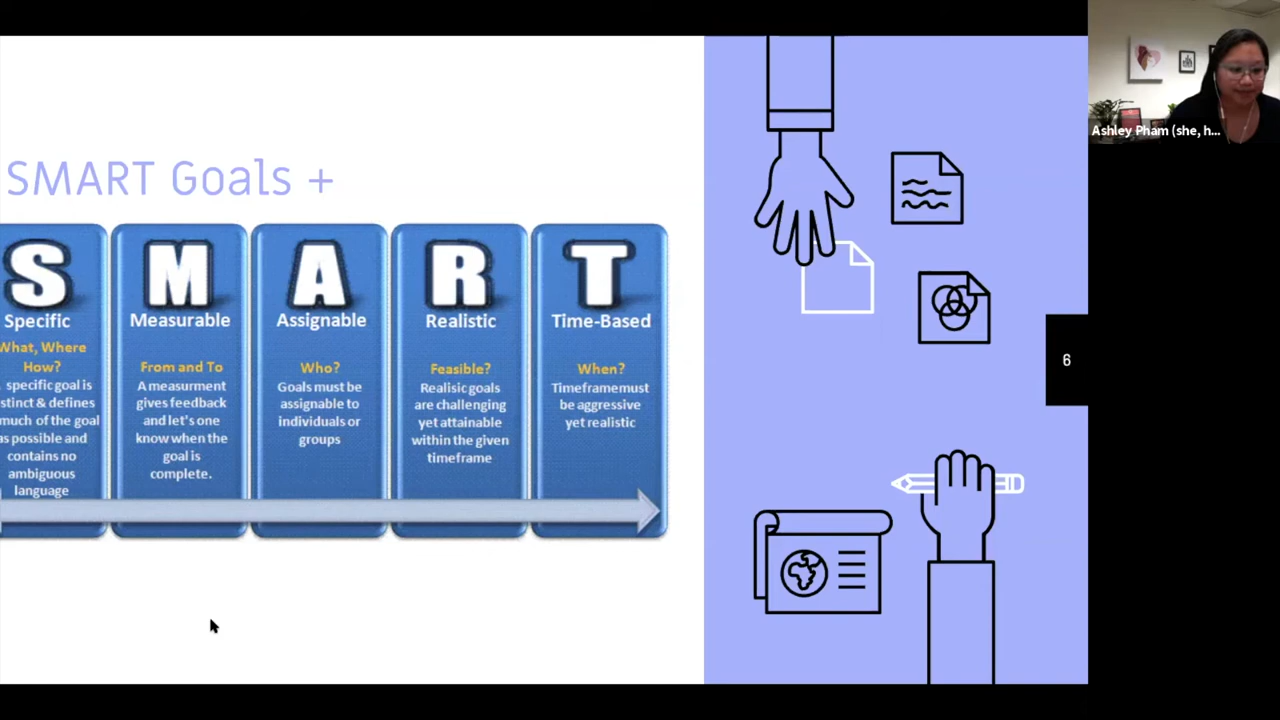 SMART Goals +
S
Specific
What, Where
How?
specific goal is
stinct & defines
much of the goal
as possible and
contains no
ambiguous
language
M
Measurable
From and To
A measurment
gives feedback
and let's one
know when the
goal is
complete.
A
Assignable
Who?
Goals must be
assignable to
individuals or
groups
R
Realistic
Feasible?
Realisic goals
are challenging
yet attainable
within the given
timeframe
T
Time-Based
When?
Timeframemust
be aggressive
yet realistic
6
Ashley Pham (she, h...